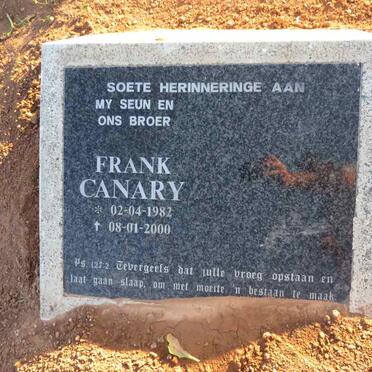 SOETE HERINNERINGE AAN
MY SEUN EN
ONS BROER
FRANK
CANARY
* 02-04-1982
† 08-01-2000
Ps. 127:2 Tevergeefs dat julle vroeg opstaan en
laat gaan slaap, om met moeite 'n bestaan te maak